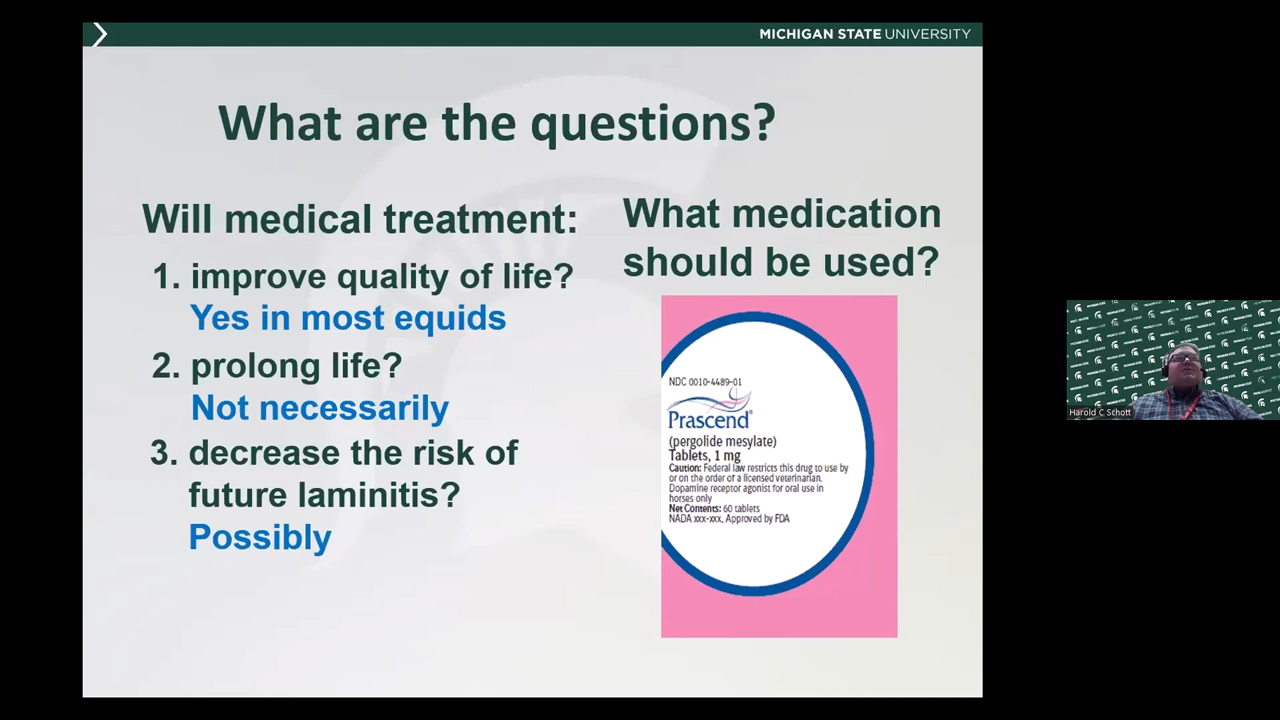 MICHIGAN STATE UNIVERSITY
What are the questions?
Will medical treatment:
1. improve quality of life?
Yes in most equids
2. prolong life?
Not necessarily
3. decrease the risk of
future laminitis?
Possibly
What medication
should be used?
NDC 0010-4489-01
Prascend®
(pergolide mesylate)
Tablets, 1 mg
Caution: Federal law restricts this drug to use by
or on the order of a licensed veterinarian.
Dopamine receptor agonist for oral use in
horses only
Net Contents: 60 tablets
NADA xxx-xxx, Approved by FDA
Harold C Schott